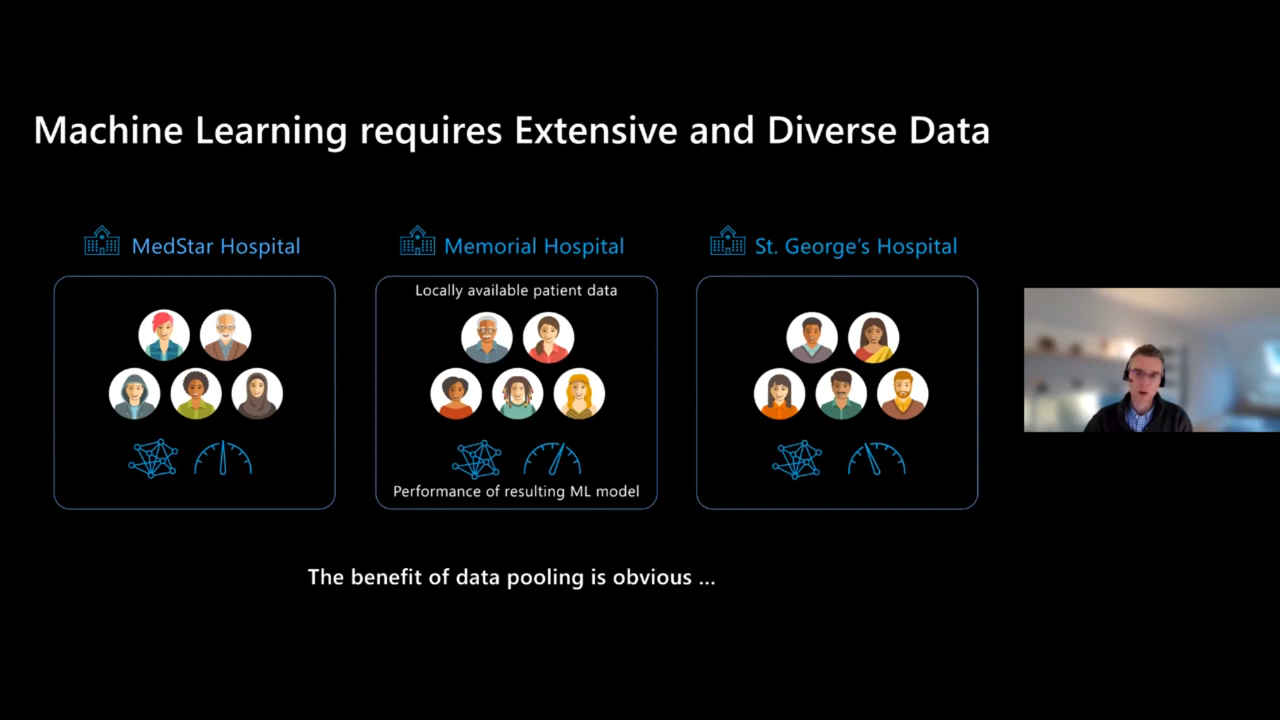 Machine Learning requires Extensive and Diverse Data
MedStar Hospital
Memorial Hospital
St. George’s Hospital
Locally available patient data
Performance of resulting ML model
The benefit of data pooling is obvious ...